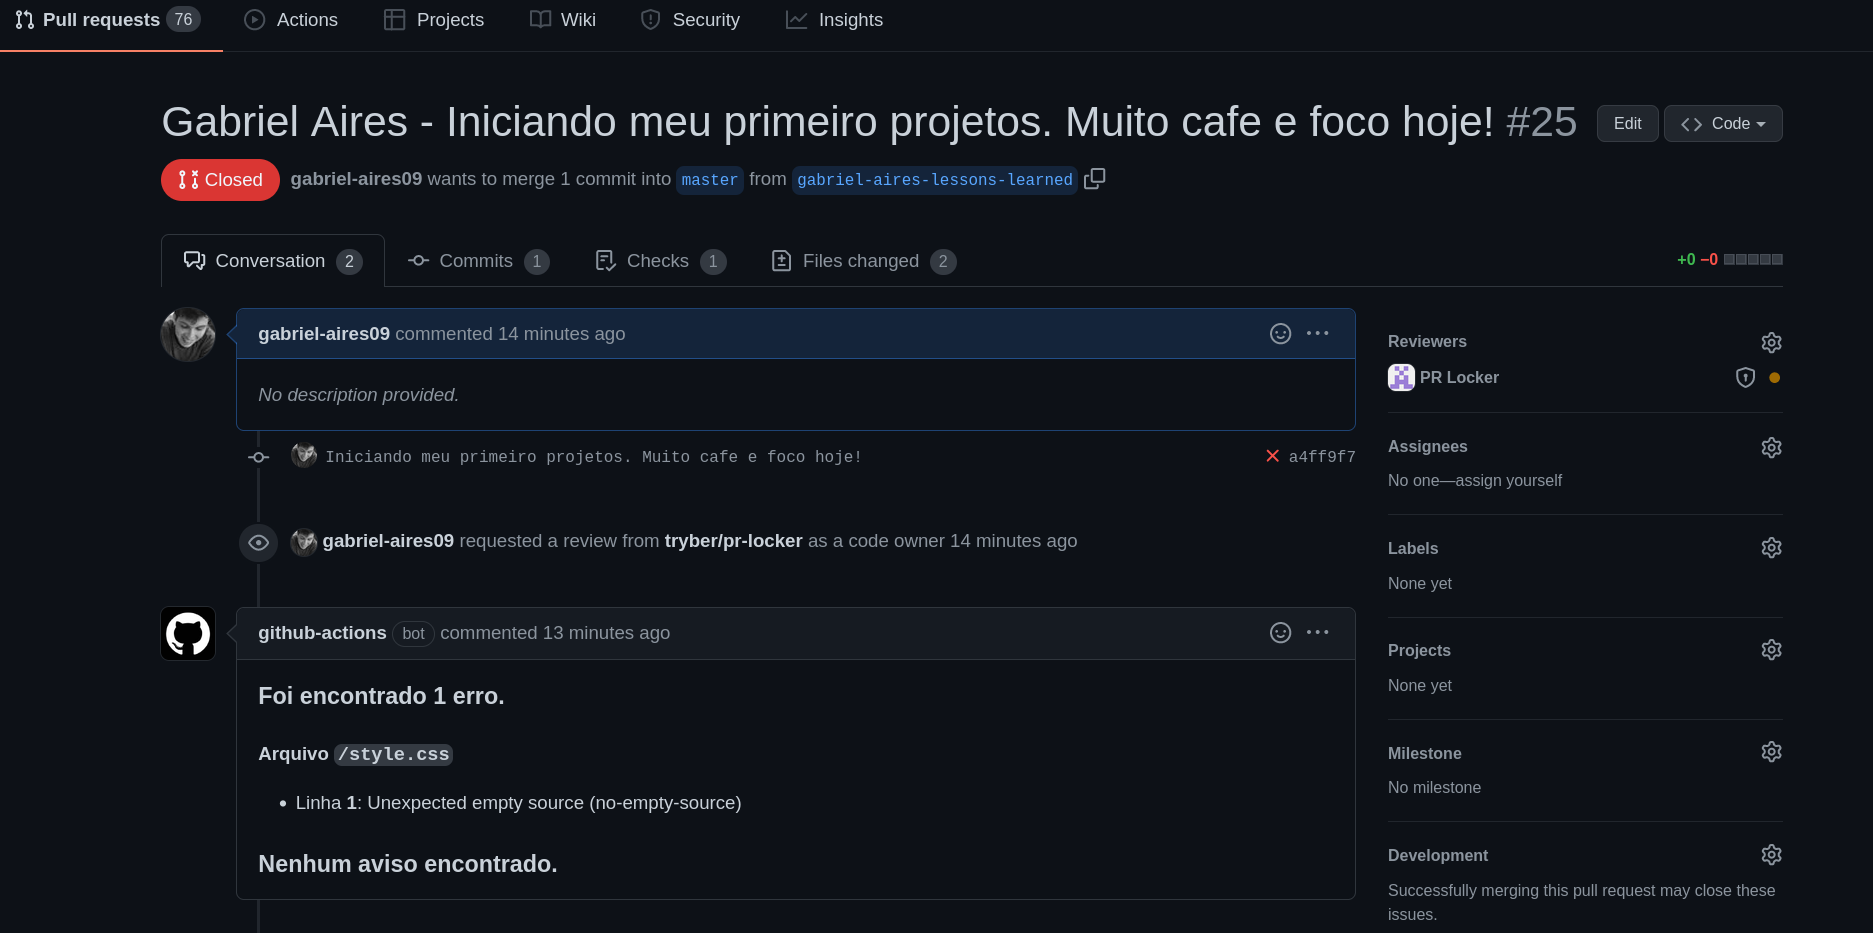 Pull requests 76 Actions Projects Wiki Security Insights
Gabriel Aires - Iniciando meu primeiro projetos. Muito cafe e foco hoje! #25 Edit Code
Closed gabriel-aires09 wants to merge 1 commit into master from gabriel-aires-lessons-learned
Conversation 2 Commits 1 Checks 1 Files changed 2 +0 −0
gabriel-aires09 commented 14 minutes ago
No description provided.
Iniciando meu primeiro projetos. Muito cafe e foco hoje! a4ff9f7
gabriel-aires09 requested a review from tryber/pr-locker as a code owner 14 minutes ago
github-actions bot commented 13 minutes ago
Foi encontrado 1 erro.
Arquivo /style.css
• Linha 1: Unexpected empty source (no-empty-source)
Nenhum aviso encontrado.
Reviewers
PR Locker
Assignees
No one—assign yourself
Labels
None yet
Projects
None yet
Milestone
No milestone
Development
Successfully merging this pull request may close these
issues.